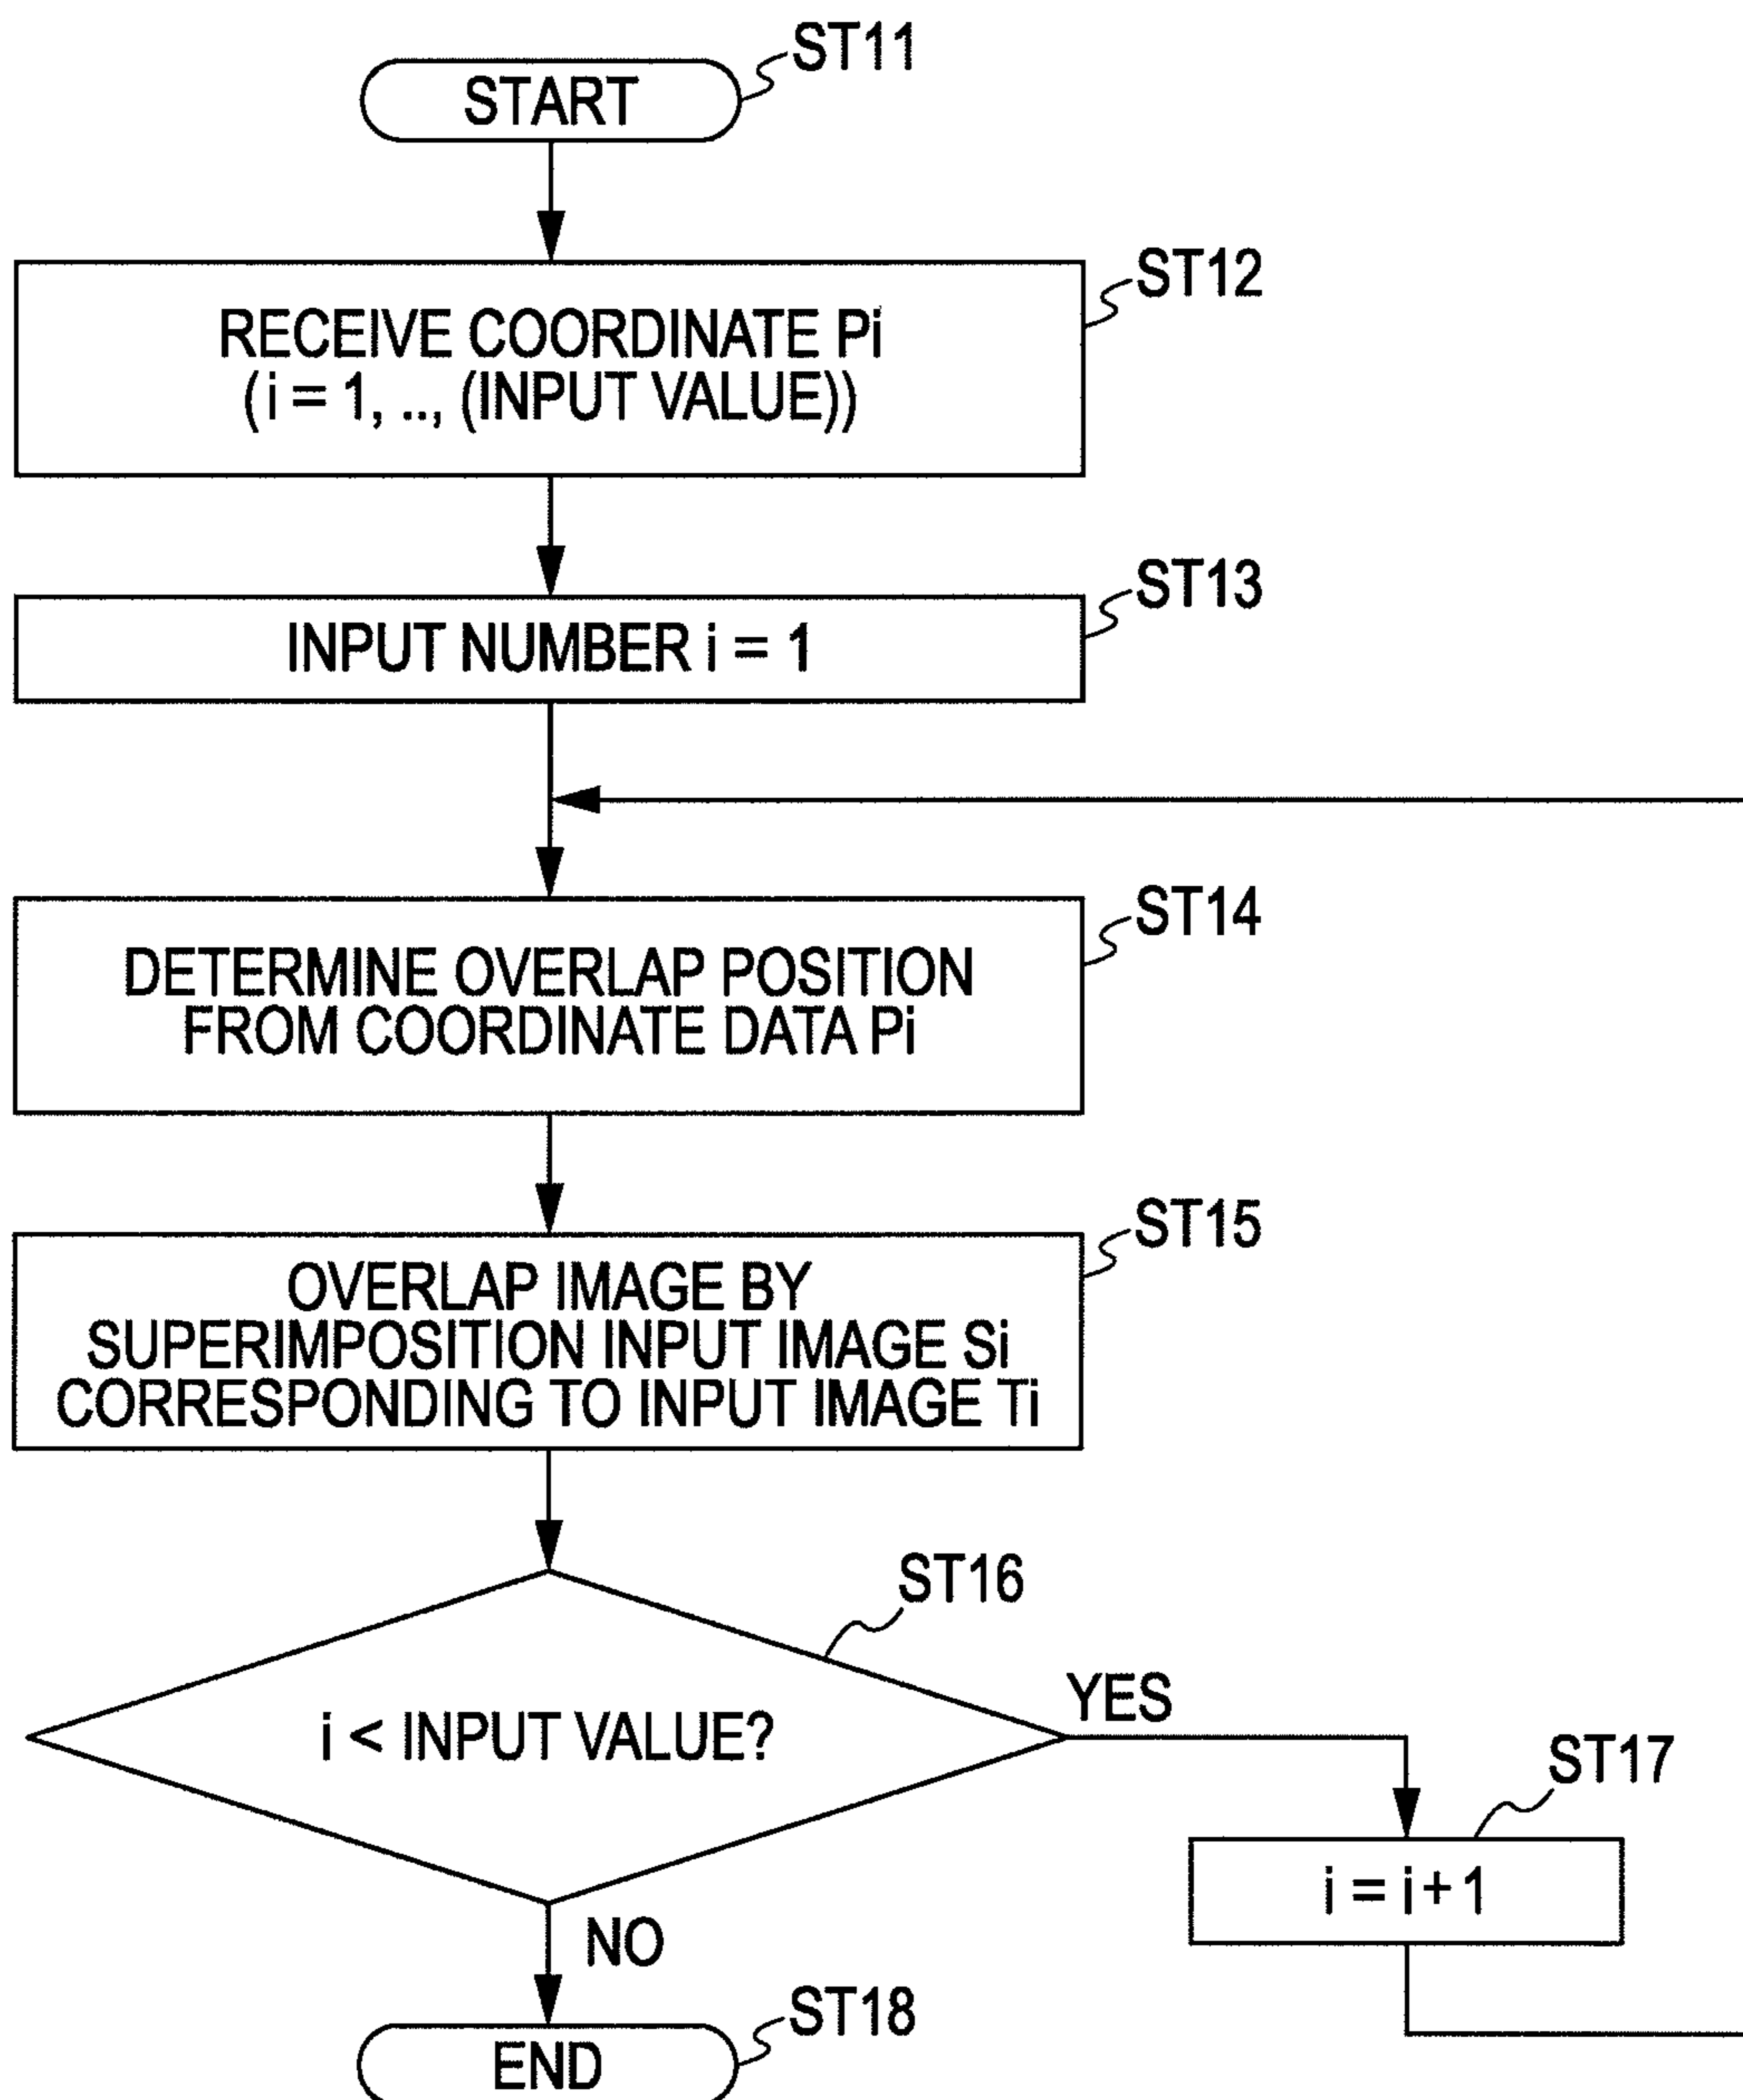 START
ST11
RECEIVE COORDINATE Pi
(i = 1, .., (INPUT VALUE))
ST12
INPUT NUMBER i = 1
ST13
DETERMINE OVERLAP POSITION
FROM COORDINATE DATA Pi
ST14
OVERLAP IMAGE BY
SUPERIMPOSITION INPUT IMAGE Si
CORRESPONDING TO INPUT IMAGE Ti
ST15
i < INPUT VALUE?
ST16
YES
i = i+1
ST17
NO
END
ST18